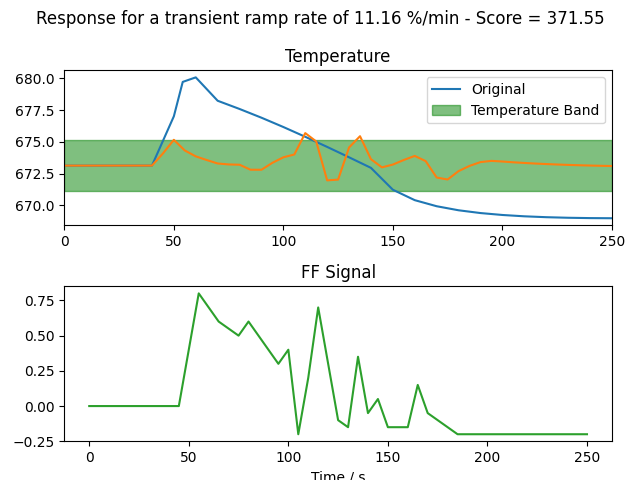 Response for a transient ramp rate of 11.16 %/min - Score = 371.55
Temperature
680.0
677.5
675.0
672.5
670.0
Original
Temperature Band
0 50 100 150 200 250
FF Signal
0.75
0.50
0.25
0.00
−0.25
0 50 100 150 200 250
Time / s